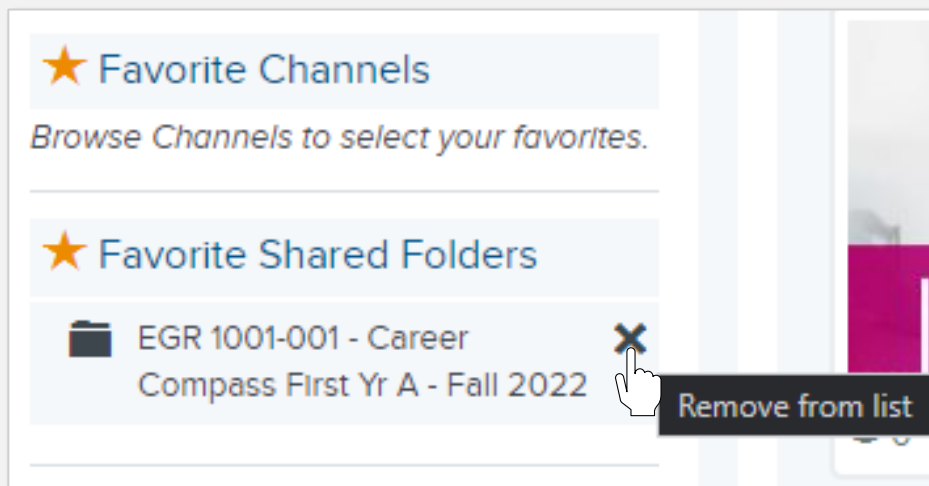 Favorite Channels
Browse Channels to select your favorites.
Favorite Shared Folders
EGR 1001-001 - Career
Compass First Yr A - Fall 2022
Remove from list